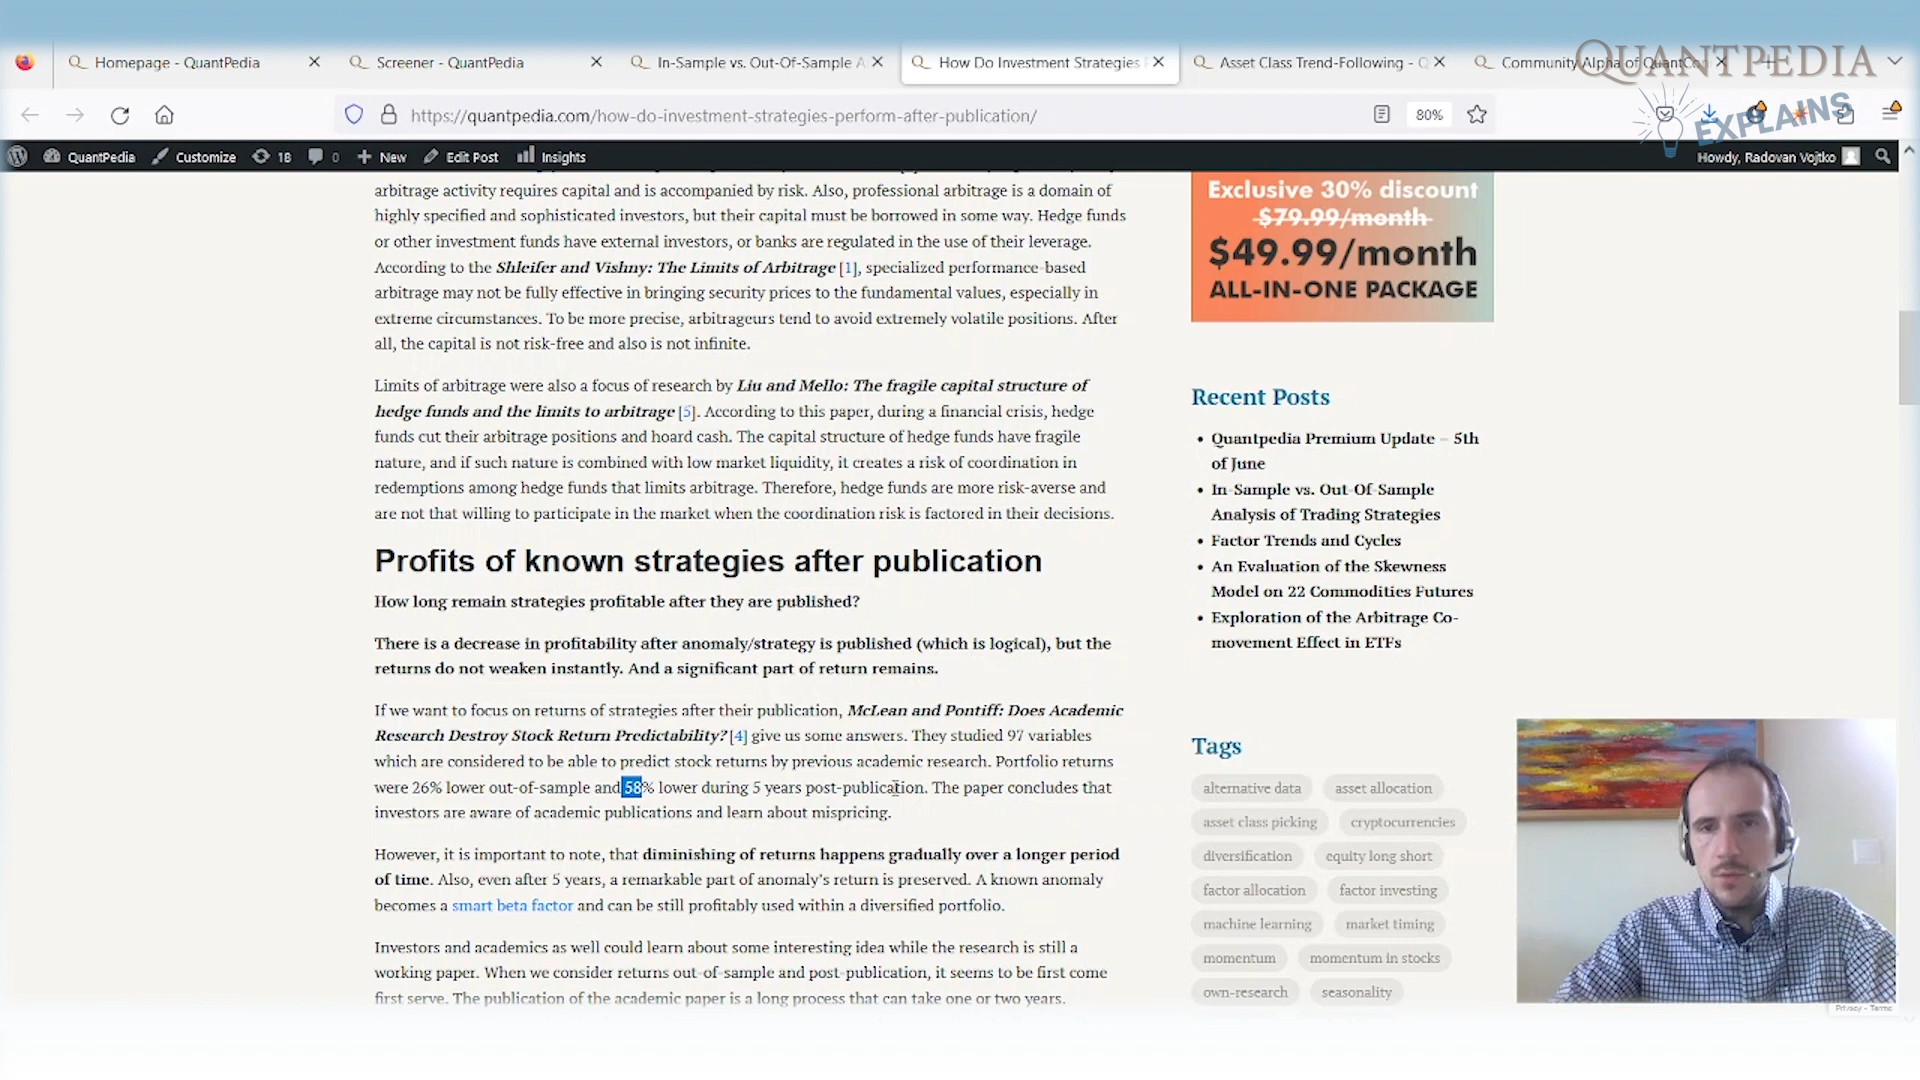 Homepage - QuantPedia
Screener - QuantPedia
In-Sample vs. Out-Of-Sample A
How Do Investment Strategies P
Asset Class Trend-Following - Q
Community Alpha of QuantCo
QUANTPEDIA
EXPLAINS
https://quantpedia.com/how-do-investment-strategies-perform-after-publication/
80%
QuantPedia
Customize
18
0
New
Edit Post
Insights
Howdy, Radovan Vojtko
arbitrage activity requires capital and is accompanied by risk. Also, professional arbitrage is a domain of
highly specified and sophisticated investors, but their capital must be borrowed in some way. Hedge funds
or other investment funds have external investors, or banks are regulated in the use of their leverage.
According to the Shleifer and Vishny: The Limits of Arbitrage [1], specialized performance-based
arbitrage may not be fully effective in bringing security prices to the fundamental values, especially in
extreme circumstances. To be more precise, arbitrageurs tend to avoid extremely volatile positions. After
all, the capital is not risk-free and also is not infinite.
Limits of arbitrage were also a focus of research by Liu and Mello: The fragile capital structure of
hedge funds and the limits to arbitrage [5]. According to this paper, during a financial crisis, hedge
funds cut their arbitrage positions and hoard cash. The capital structure of hedge funds have fragile
nature, and if such nature is combined with low market liquidity, it creates a risk of coordination in
redemptions among hedge funds that limits arbitrage. Therefore, hedge funds are more risk-averse and
are not that willing to participate in the market when the coordination risk is factored in their decisions.
Profits of known strategies after publication
How long remain strategies profitable after they are published?
There is a decrease in profitability after anomaly/strategy is published (which is logical), but the
returns do not weaken instantly. And a significant part of return remains.
If we want to focus on returns of strategies after their publication, McLean and Pontiff: Does Academic
Research Destroy Stock Return Predictability? [4] give us some answers. They studied 97 variables
which are considered to be able to predict stock returns by previous academic research. Portfolio returns
were 26% lower out-of-sample and 58% lower during 5 years post-publication. The paper concludes that
investors are aware of academic publications and learn about mispricing.
However, it is important to note, that diminishing of returns happens gradually over a longer period
of time. Also, even after 5 years, a remarkable part of anomaly's return is preserved. A known anomaly
becomes a smart beta factor and can be still profitably used within a diversified portfolio.
Investors and academics as well could learn about some interesting idea while the research is still a
working paper. When we consider returns out-of-sample and post-publication, it seems to be first come
first serve. The publication of the academic paper is a long process that can take one or two years.
Exclusive 30% discount
$79.99/month
$49.99/month
ALL-IN-ONE PACKAGE
Recent Posts
• Quantpedia Premium Update – 5th
of June
• In-Sample vs. Out-Of-Sample
Analysis of Trading Strategies
• Factor Trends and Cycles
• An Evaluation of the Skewness
Model on 22 Commodities Futures
• Exploration of the Arbitrage Co-
movement Effect in ETFs
Tags
alternative data
asset allocation
asset class picking
cryptocurrencies
diversification
equity long short
factor allocation
factor investing
machine learning
market timing
momentum
momentum in stocks
own-research
seasonality
Privacy - Terms